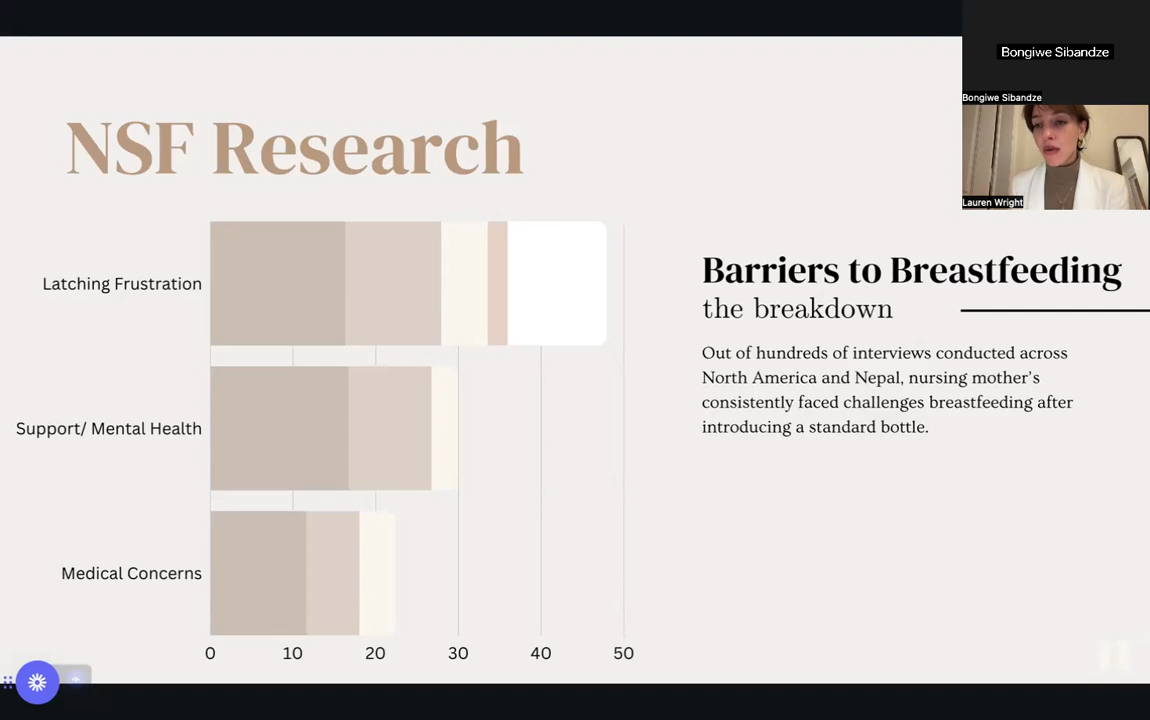 Bongiwe Sibandze
Bongiwe Sibandze
Lauren Wright
NSF Research
Latching Frustration
Support/ Mental Health
Medical Concerns
0 10 20 30 40 50
Barriers to Breastfeeding
the breakdown
Out of hundreds of interviews conducted across
North America and Nepal, nursing mother's
consistently faced challenges breastfeeding after
introducing a standard bottle.